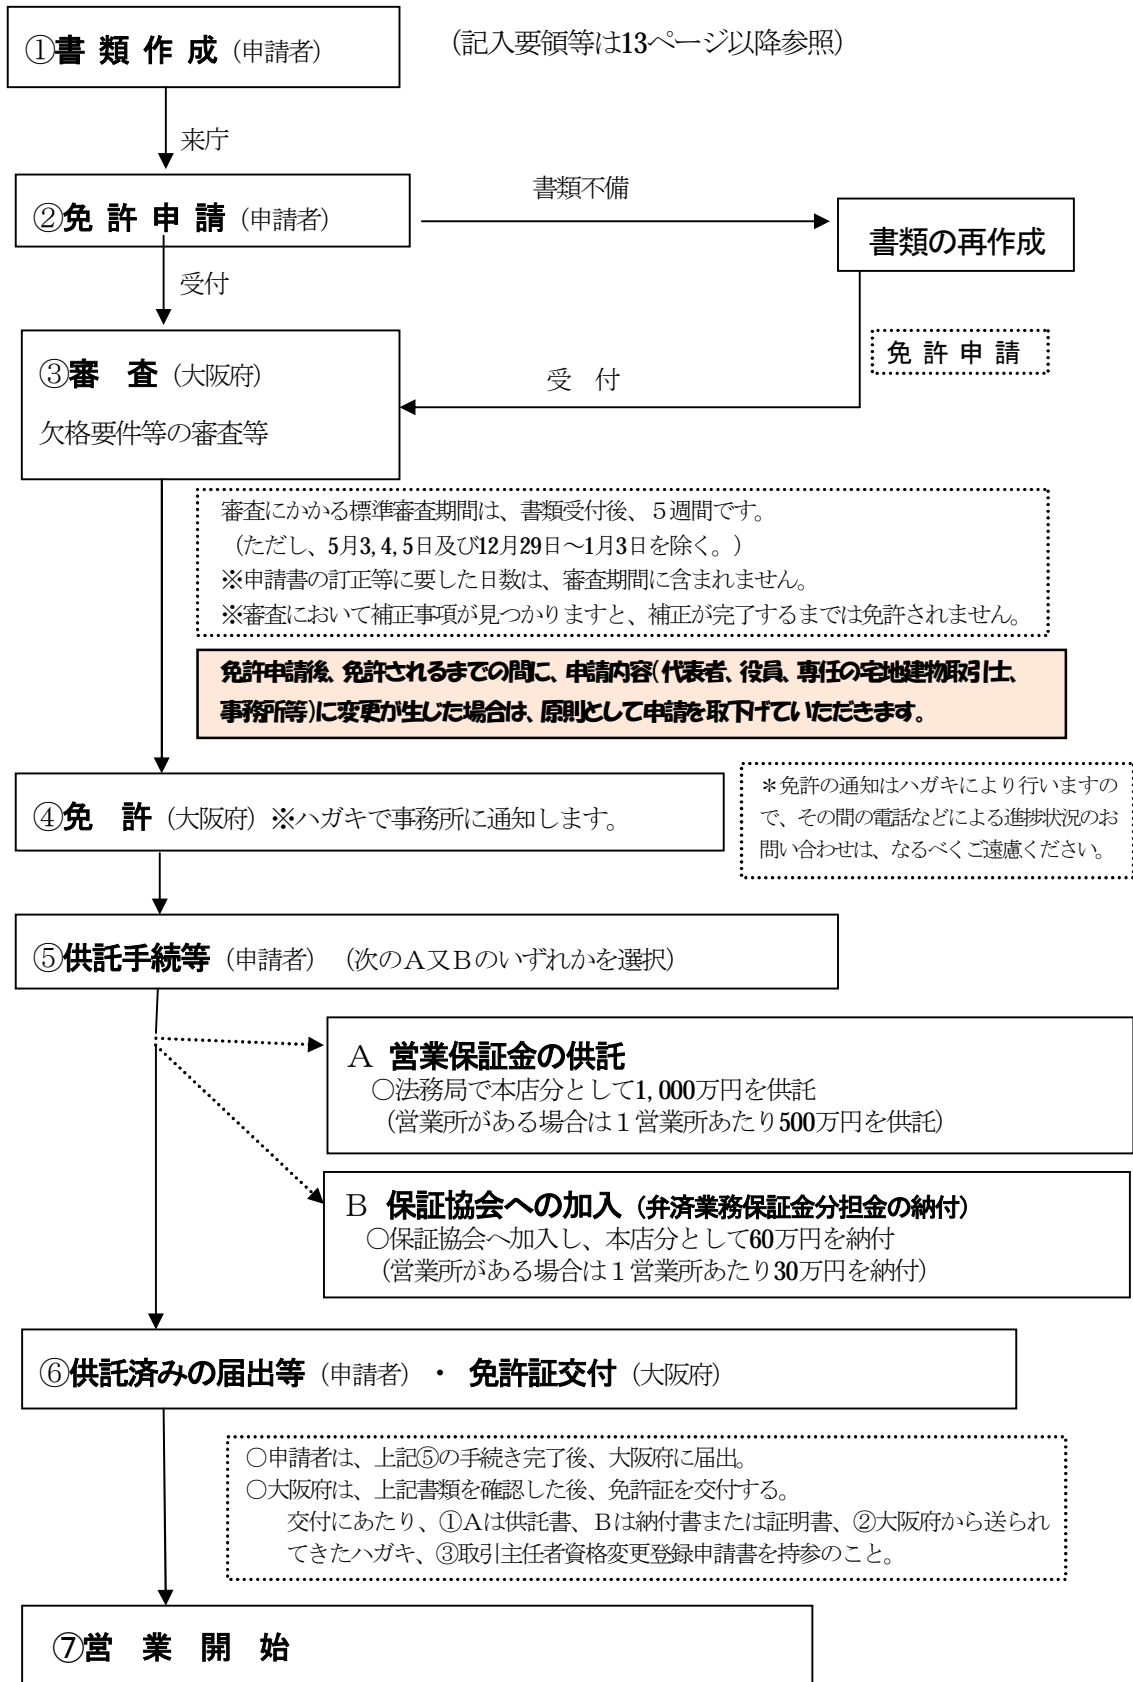 ①書類作成（申請者）
（記入要領等は13ページ以降参照）
来庁
②免許申請（申請者）
書類不備
書類の再作成
受付
免許申請
③審　査（大阪府）
受　付
欠格要件等の審査等
審査にかかる標準審査期間は、書類受付後、５週間です。
（ただし、5月3,4,5日及び12月29日～1月3日を除く。）
※申請書の訂正等に要した日数は、審査期間に含まれません。
※審査において補正事項が見つかりますと、補正が完了するまでは免許されません。
免許申請後、免許されるまでの間に、申請内容(代表者、役員、専任の宅地建物取引士、
事務所等)に変更が生じた場合は、原則として申請を取下げていただきます。
④免　許（大阪府）※ハガキで事務所に通知します。
＊免許の通知はハガキにより行いますの
で、その間の電話などによる進捗状況のお
問い合わせは、なるべくご遠慮ください。
⑤供託手続等（申請者）（次のＡ又Ｂのいずれかを選択）
Ａ 営業保証金の供託
○法務局で本店分として1,000万円を供託
（営業所がある場合は１営業所あたり500万円を供託）
Ｂ 保証協会への加入（弁済業務保証金分担金の納付）
○保証協会へ加入し、本店分として60万円を納付
（営業所がある場合は１営業所あたり30万円を納付）
⑥供託済みの届出等（申請者）・ 免許証交付（大阪府）
○申請者は、上記⑤の手続き完了後、大阪府に届出。
○大阪府は、上記書類を確認した後、免許証を交付する。
交付にあたり、①Ａは供託書、Ｂは納付書または証明書、②大阪府から送られ
てきたハガキ、③取引主任者資格変更登録申請書を持参のこと。
⑦営　業　開　始